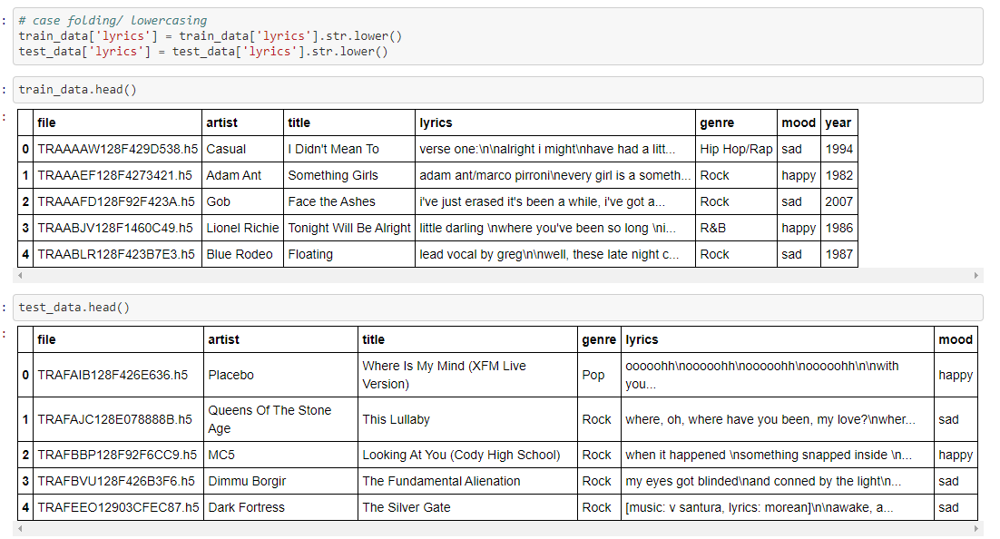 # case folding/ lowercasing
train_data['lyrics'] = train_data['lyrics'].str.lower()
test_data['lyrics'] = test_data['lyrics'].str.lower()
train_data.head()
file artist title lyrics genre mood year
0 TRAAAAW128F429D538.h5 Casual I Didn't Mean To verse one:\n\nalright i might\nhave had a litt... Hip Hop/Rap sad 1994
1 TRAAAEF128F4273421.h5 Adam Ant Something Girls adam ant/marco pirroni\nevery girl is a someth... Rock happy 1982
2 TRAAAFD128F92F423A.h5 Gob Face the Ashes i've just erased it's been a while, i've got a... Rock sad 2007
3 TRAABJV128F1460C49.h5 Lionel Richie Tonight Will Be Alright little darling \nwhere you've been so long \ni... R&B happy 1986
4 TRAABLR128F423B7E3.h5 Blue Rodeo Floating lead vocal by greg\n\nwell, these late night c... Rock sad 1987
test_data.head()
file artist title genre lyrics mood
0 TRAFAIB128F426E636.h5 Placebo Where Is My Mind (XFM Live Version) Pop ooooohh\nooooohh\nooooohh\nooooohh\n\nwith you... happy
1 TRAFAJC128E078888B.h5 Queens Of The Stone Age This Lullaby Rock where, oh, where have you been, my love?\nwher... sad
2 TRAFBBP128F92F6CC9.h5 MC5 Looking At You (Cody High School) Rock when it happened \nsomething snapped inside \n... happy
3 TRAFBVU128F426B3F6.h5 Dimmu Borgir The Fundamental Alienation Rock my eyes got blinded\nand conned by the light\n... sad
4 TRAFEEO12903CFEC87.h5 Dark Fortress The Silver Gate Rock [music: v santura, lyrics: morean]\n\nawake, a... sad